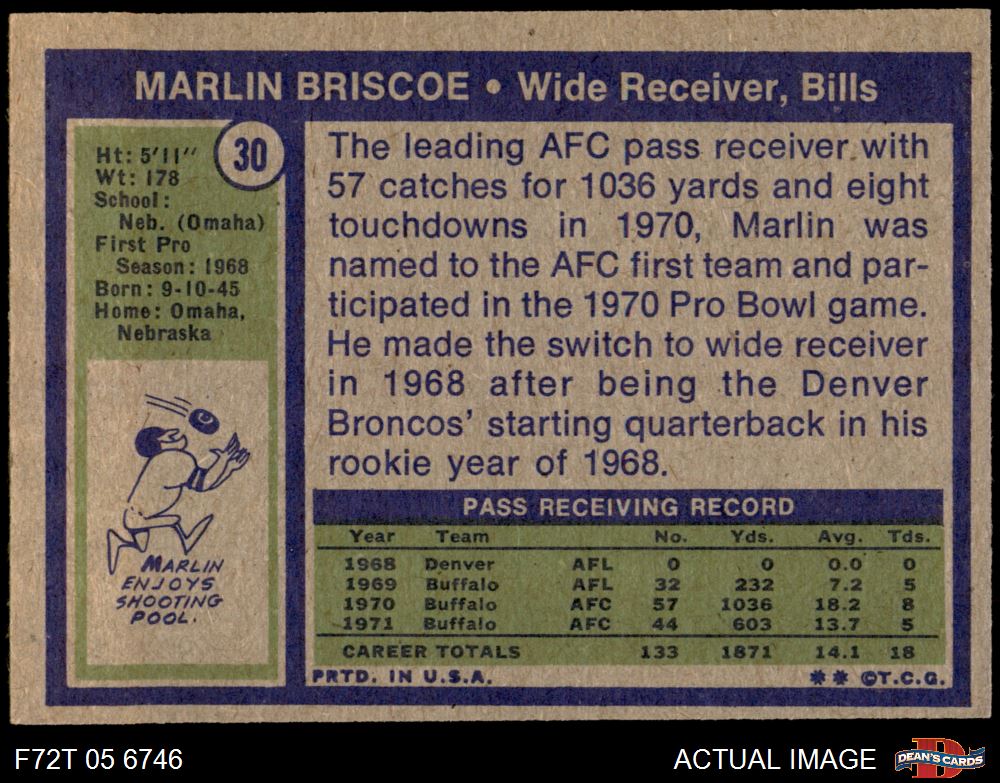 MARLIN BRISCOE • Wide Receiver, Bills
30
Ht: 5'11"
Wt: 178
School:
Neb. (Omaha)
First Pro
Season: 1968
Born: 9-10-45
Home: Omaha,
Nebraska
MARLIN
ENJOYS
SHOOTING
POOL.
The leading AFC pass receiver with
57 catches for 1036 yards and eight
touchdowns in 1970, Marlin was
named to the AFC first team and par-
ticipated in the 1970 Pro Bowl game.
He made the switch to wide receiver
in 1968 after being the Denver
Broncos' starting quarterback in his
rookie year of 1968.
PASS RECEIVING RECORD
Year Team No. Yds. Avg. Tds.
1968 Denver AFL 0 0 0.0 0
1969 Buffalo AFL 32 232 7.2 5
1970 Buffalo AFC 57 1036 18.2 8
1971 Buffalo AFC 44 603 13.7 5
CAREER TOTALS 133 1871 14.1 18
PRTD. IN U.S.A. ** ©T.C.G.
F72T 05 6746 ACTUAL IMAGE
DEAN'S CARDS